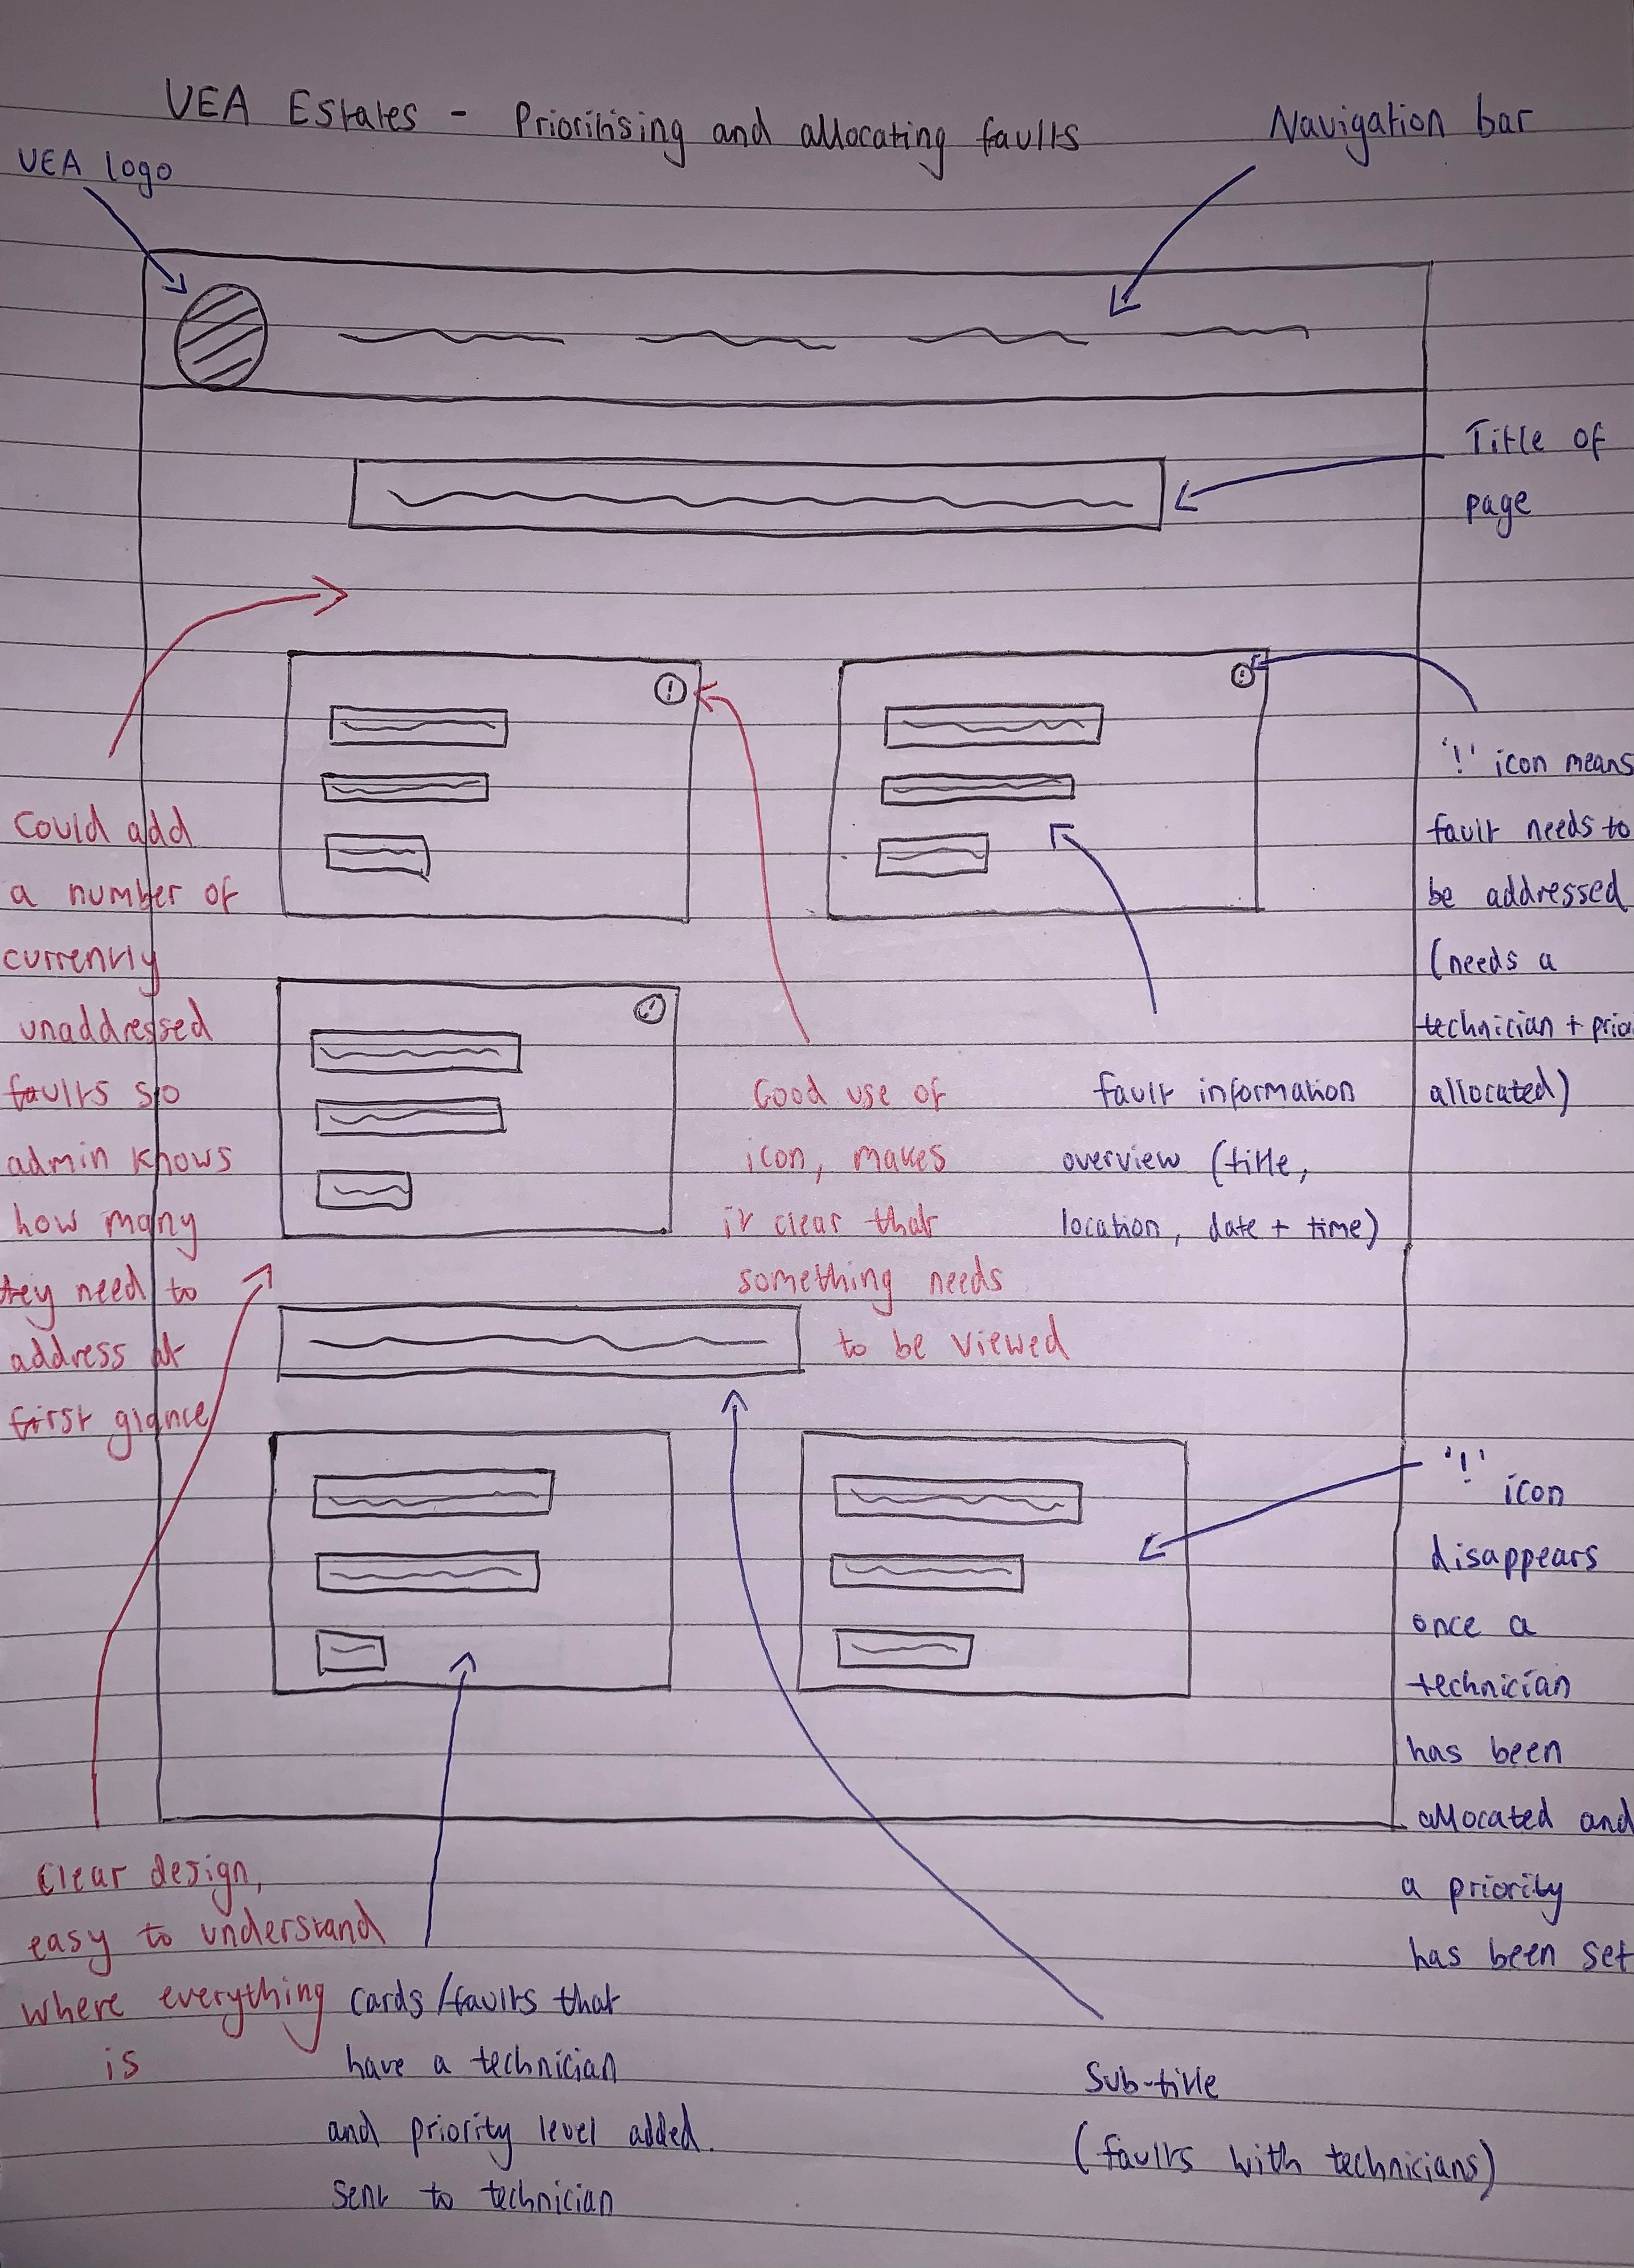 UEA Estates - Prioritising and allocating faults
Navigation bar
UEA logo
Title of
page
'!' icon means
fault needs to
be addressed
(needs a
technician + prio
allocated)
Could add
a number of
currently
unaddressed
faults so
admin knows
how many
they need to
address at
first glance
Good use of
icon, makes
it clear that
something needs
to be viewed
fault information
overview (title,
location, date + time)
'!'
icon
disappears
once a
technician
has been
allocated and
a priority
has been set
Clear design,
easy to understand
where everything
is
cards/faults that
have a technician
and priority level added.
sent to technician
Sub-title
(faults with technicians)